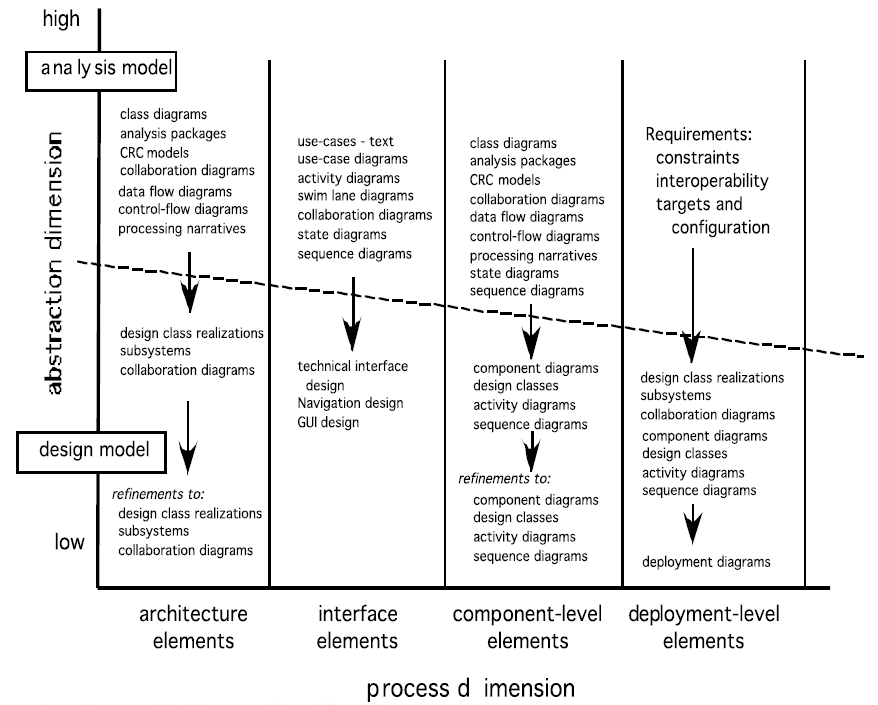 high
analysis model
abstraction dimension
design model
low
class diagrams
analysis packages
CRC models
collaboration diagrams
data flow diagrams
control-flow diagrams
processing narratives
design class realizations
subsystems
collaboration diagrams
refinements to:
design class realizations
subsystems
collaboration diagrams
use-cases - text
use-case diagrams
activity diagrams
swim lane diagrams
collaboration diagrams
state diagrams
sequence diagrams
technical interface
design
Navigation design
GUI design
class diagrams
analysis packages
CRC models
collaboration diagrams
data flow diagrams
control-flow diagrams
processing narratives
state diagrams
sequence diagrams
component diagrams
design classes
activity diagrams
sequence diagrams
refinements to:
component diagrams
design classes
activity diagrams
sequence diagrams
Requirements:
constraints
interoperability
targets and
configuration
design class realizations
subsystems
collaboration diagrams
component diagrams
design classes
activity diagrams
sequence diagrams
deployment diagrams
architecture
elements
interface
elements
component-level
elements
deployment-level
elements
process d imension